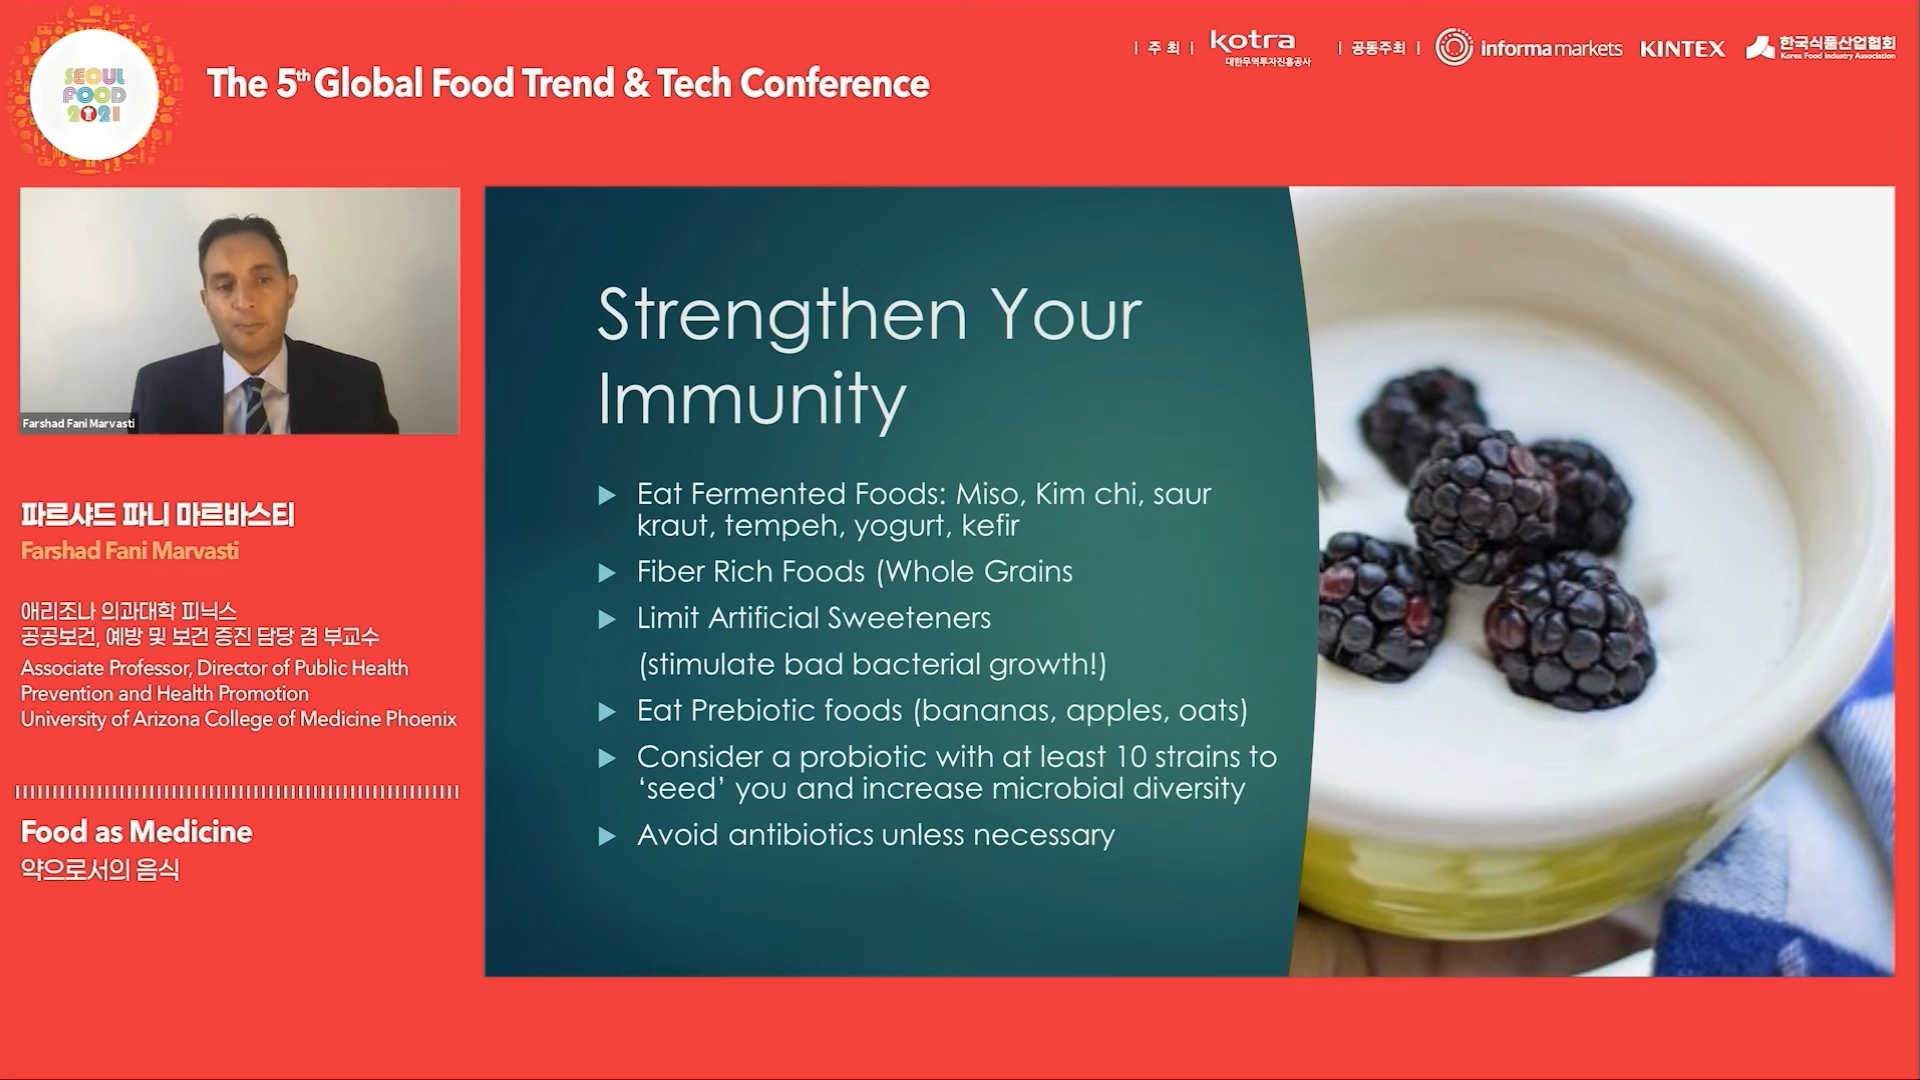 SEOUL
FOOD
2021
The 5th Global Food Trend & Tech Conference
| 주 최 | kotra
대한무역투자진흥공사
| 공동주최 | informa markets KINTEX 한국식품산업협회
Korea Food Industry Association
Farshad Fani Marvasti
파르샤드 파니 마르바스티
Farshad Fani Marvasti
애리조나 의과대학 피닉스
공공보건, 예방 및 보건 증진 담당 겸 부교수
Associate Professor, Director of Public Health
Prevention and Health Promotion
University of Arizona College of Medicine Phoenix
Food as Medicine
약으로서의 음식
Strengthen Your
Immunity
Eat Fermented Foods: Miso, Kim chi, saur
kraut, tempeh, yogurt, kefir
Fiber Rich Foods (Whole Grains
Limit Artificial Sweeteners
(stimulate bad bacterial growth!)
Eat Prebiotic foods (bananas, apples, oats)
Consider a probiotic with at least 10 strains to
‘seed’ you and increase microbial diversity
Avoid antibiotics unless necessary